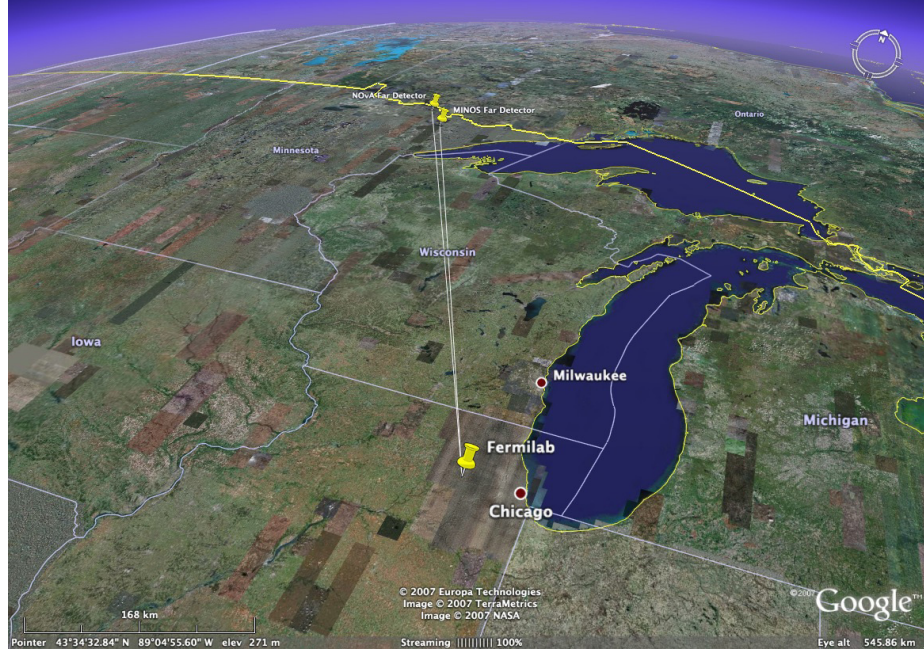 N
NOvA Far Detector
MINOS Far Detector
Ontario
Minnesota
Wisconsin
Iowa
Milwaukee
Michigan
Fermilab
Chicago
© 2007 Europa Technologies
Image © 2007 TerraMetrics
Image © 2007 NASA
©2007
Google™
168 km
Pointer 43°34'32.84" N 89°04'55.60" W elev 271 m
Streaming |||||||||| 100%
Eye alt 545.86 km